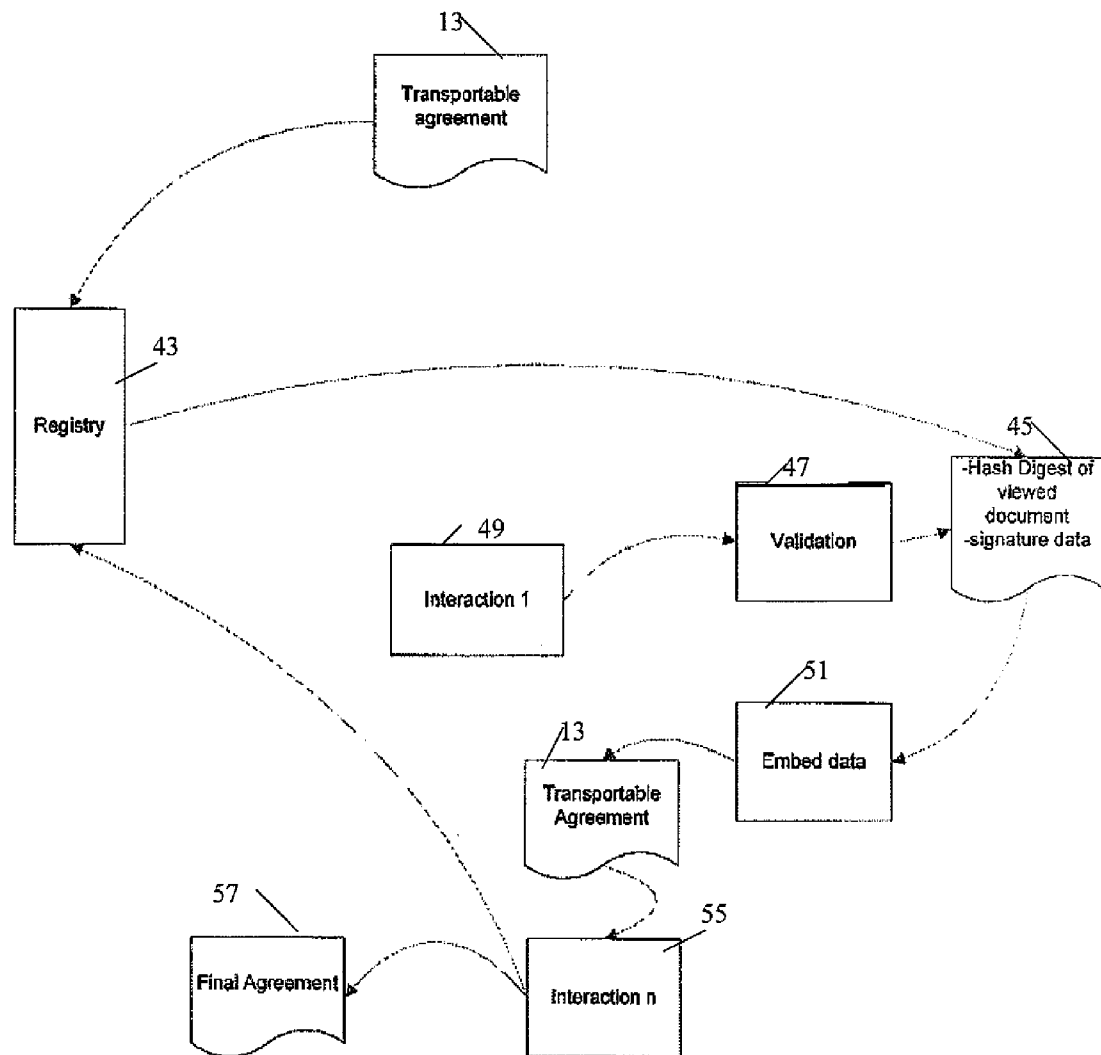 13
Transportable
agreement
43
Registry
45
-Hash Digest of
viewed
document
-signature data
47
Validation
49
Interaction 1
51
Embed data
13
Transportable
Agreement
57
Final Agreement
55
Interaction n